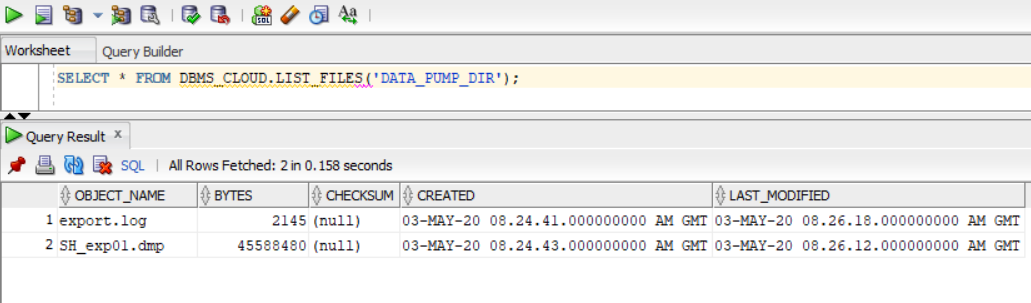 SQL Aa
Worksheet Query Builder
SELECT * FROM DBMS_CLOUD.LIST_FILES('DATA_PUMP_DIR');
Query Result x
SQL | All Rows Fetched: 2 in 0.158 seconds
OBJECT_NAME BYTES CHECKSUM CREATED LAST_MODIFIED
1 export.log 2145 (null) 03-MAY-20 08.24.41.000000000 AM GMT 03-MAY-20 08.26.18.000000000 AM GMT
2 SH_exp01.dmp 45588480 (null) 03-MAY-20 08.24.43.000000000 AM GMT 03-MAY-20 08.26.12.000000000 AM GMT